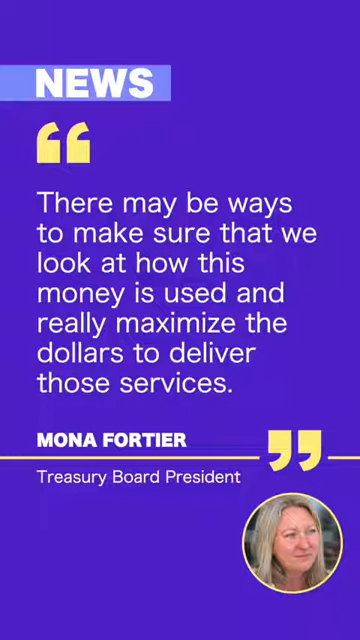 NEWS
“
There may be ways
to make sure that we
look at how this
money is used and
really maximize the
dollars to deliver
those services.
MONA FORTIER
”
Treasury Board President